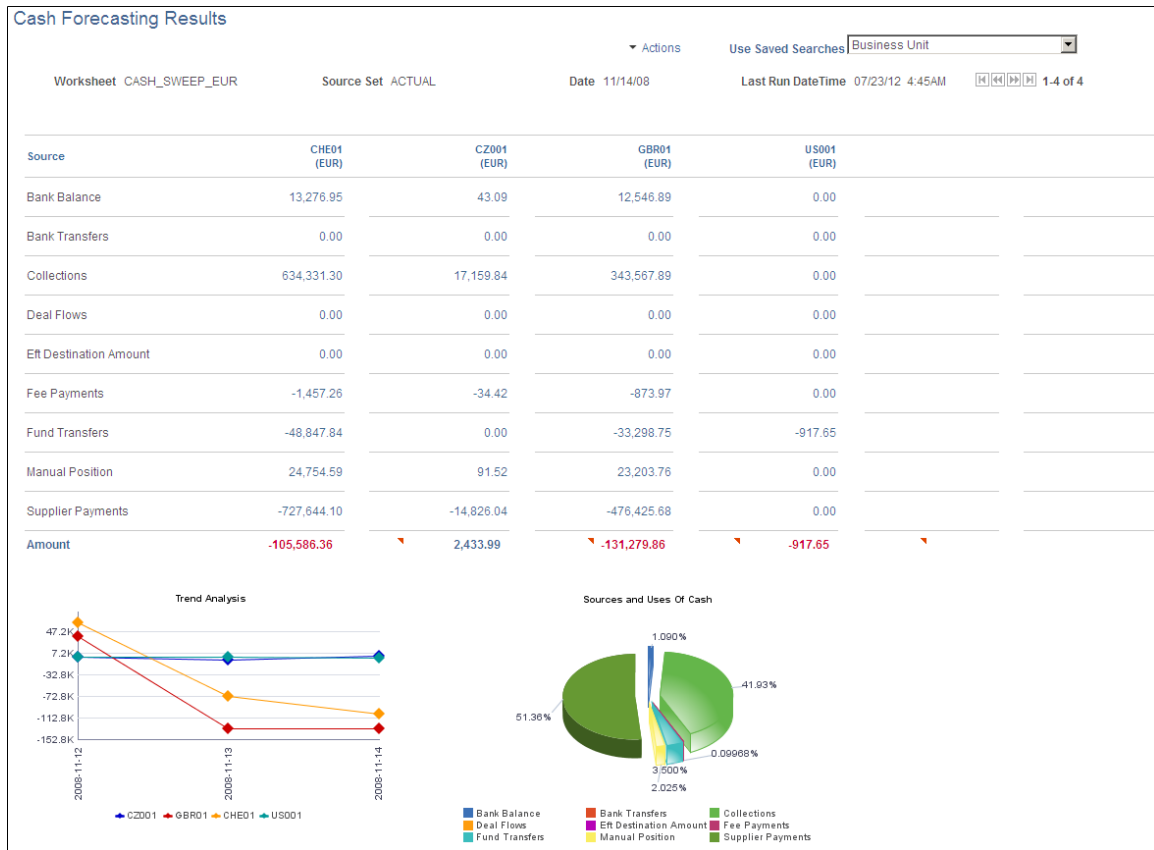 Cash Forecasting Results
Actions Use Saved Searches Business Unit
Worksheet CASH_SWEEP_EUR Source Set ACTUAL Date 11/14/08 Last Run DateTime 07/23/12 4:45AM 1-4 of 4
Source CHE01 (EUR) CZ001 (EUR) GBR01 (EUR) US001 (EUR)
Bank Balance 13,276.95 43.09 12,546.89 0.00
Bank Transfers 0.00 0.00 0.00 0.00
Collections 634,331.30 17,159.84 343,567.89 0.00
Deal Flows 0.00 0.00 0.00 0.00
Eft Destination Amount 0.00 0.00 0.00 0.00
Fee Payments -1,457.26 -34.42 -873.97 0.00
Fund Transfers -48,847.84 0.00 -33,298.75 -917.65
Manual Position 24,754.59 91.52 23,203.76 0.00
Supplier Payments -727,644.10 -14,826.04 -476,425.68 0.00
Amount -105,586.36 2,433.99 -131,279.86 -917.65
Trend Analysis
47.2K
7.2K
-32.8K
-72.8K
-112.8K
-152.8K
2008-11-12 2008-11-13 2008-11-14
CZ001 GBR01 CHE01 US001
Sources and Uses Of Cash
1.090%
41.93%
51.36%
0.09968%
3.500%
2.025%
Bank Balance Bank Transfers Collections
Deal Flows Eft Destination Amount Fee Payments
Fund Transfers Manual Position Supplier Payments